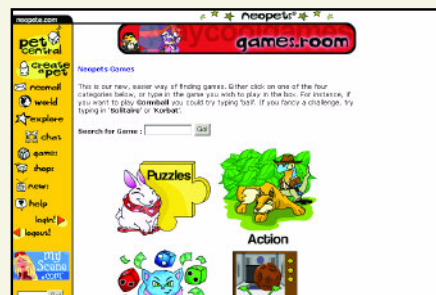 neopets.com
neopets
games.room
pet central
create a pet
neomail
world
explore
chat
games
shops
news
help
login!
logout!
my Scene .com
Neopets Games
This is our new, easier way of finding games. Either click on one of the four
categories below, or type in the game you wish to play in the box. For instance, if
you want to play Gormball you could try typing 'ball'. If you fancy a challenge, try
typing in 'Solitaire' or 'Korbat'.
Search for Game : Go!
Puzzles
Action